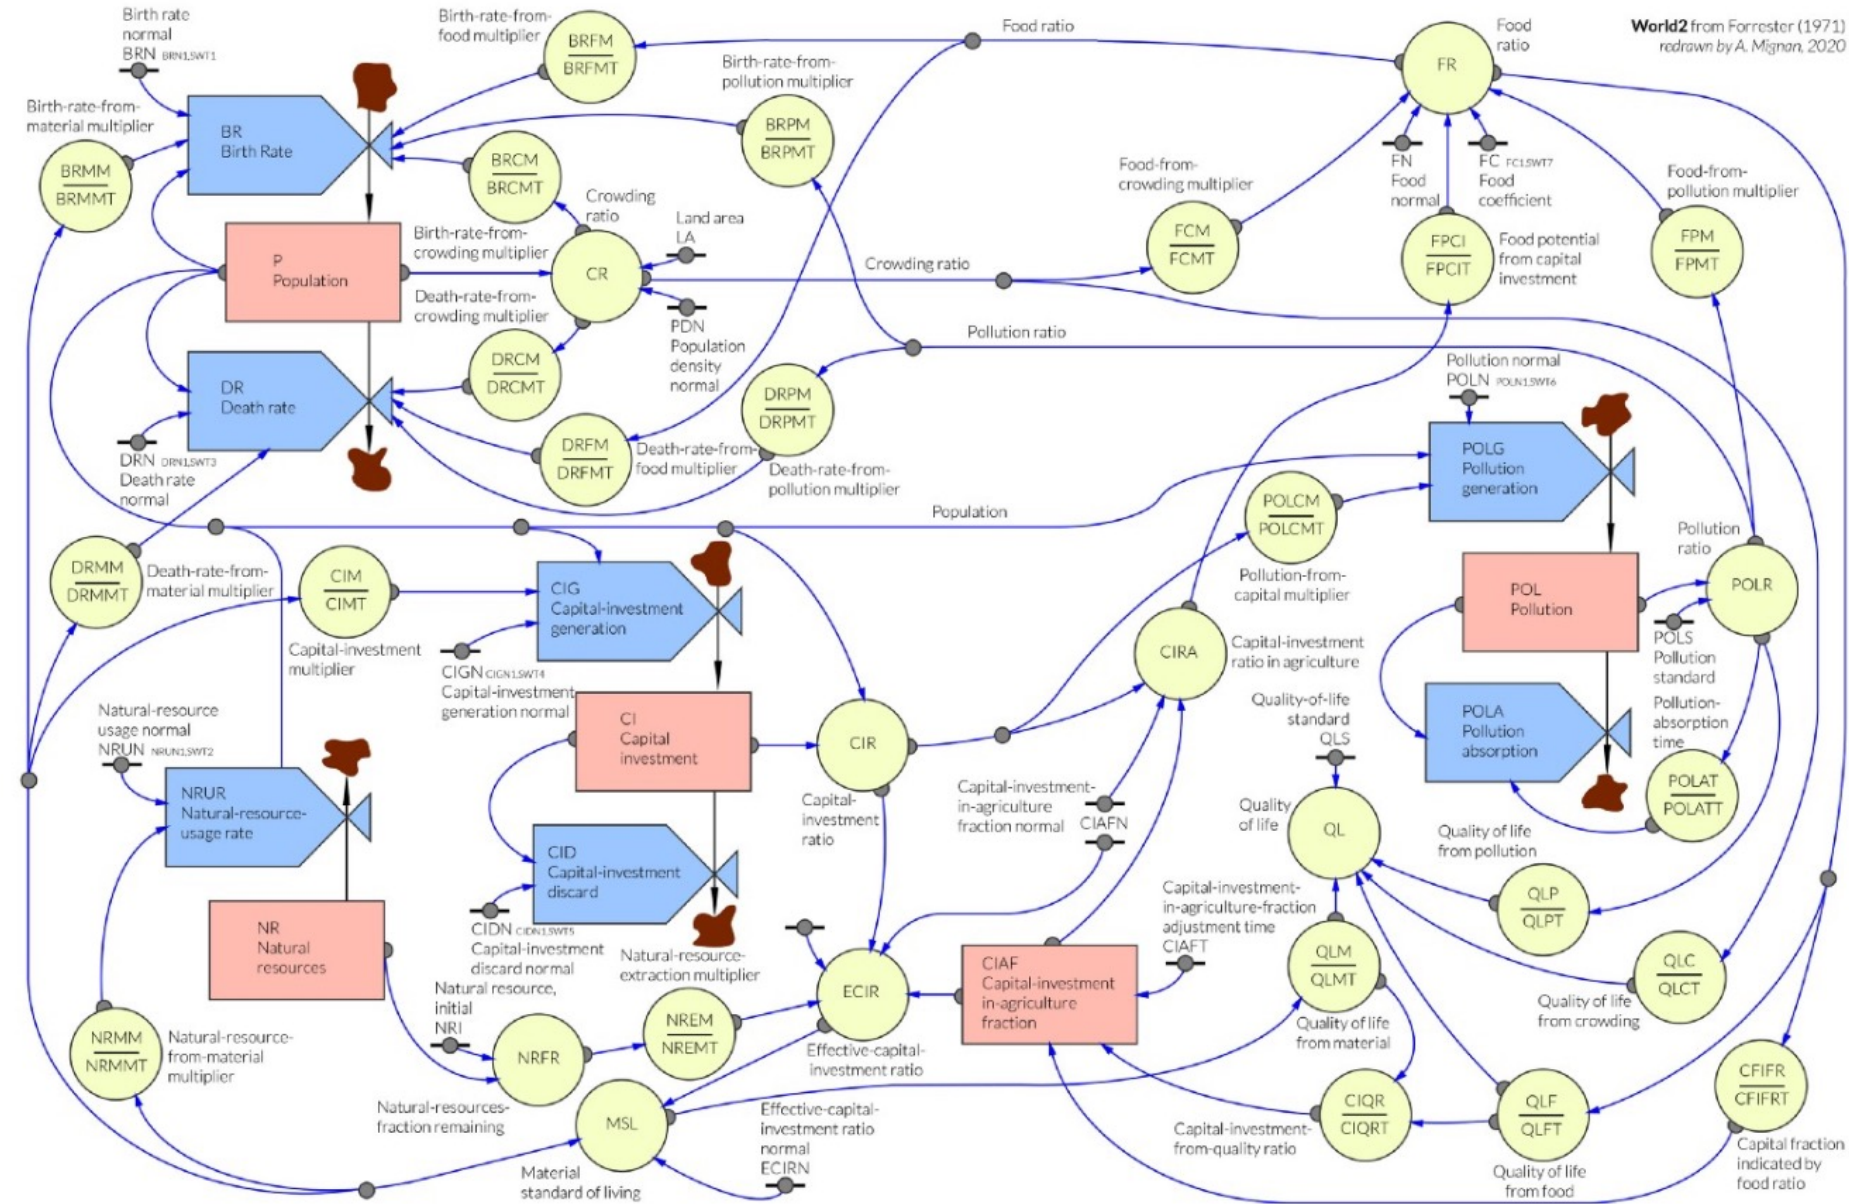 World2 from Forrester (1971)
redrawn by A. Mignan, 2020
Birth rate
normal
BRN BRN1,SWT1
Birth-rate-from-
material multiplier
BRMM
BRMMT
BR
Birth Rate
Birth-rate-from-
food multiplier
BRFM
BRFMT
Birth-rate-from-
pollution multiplier
BRPM
BRPMT
BRCM
BRCMT
Birth-rate-from-
crowding multiplier
Food ratio
FR
Food
ratio
FN
Food
normal
FC FC1,SWT7
Food
coefficient
Food-from-
crowding multiplier
FCM
FCMT
FPCI
FPCIT
Food potential
from capital
investment
Food-from-
pollution multiplier
FPM
FPMT
P
Population
Crowding
ratio
CR
Land area
LA
PDN
Population
density
normal
Crowding ratio
Death-rate-from-
crowding multiplier
DRCM
DRCMT
DR
Death rate
DRN DRN1,SWT3
Death rate
normal
DRFM
DRFMT
Death-rate-from-
food multiplier
DRPM
DRPMT
Death-rate-from-
pollution multiplier
Pollution ratio
Population
Pollution normal
POLN POLN1,SWT6
POLG
Pollution
generation
POLCM
POLCMT
Pollution-from-
capital multiplier
POL
Pollution
Pollution
ratio
POLR
POLS
Pollution
standard
POLA
Pollution
absorption
Pollution-
absorption
time
POLAT
POLATT
DRMM
DRMMT
Death-rate-from-
material multiplier
CIM
CIMT
Capital-investment
multiplier
CIG
Capital-investment
generation
CIGN CIGN1,SWT4
Capital-investment
generation normal
CI
Capital
investment
CIR
Capital-
investment
ratio
CIRA
Capital-investment
ratio in agriculture
CID
Capital-investment
discard
CIDN CIDN1,SWT5
Capital-investment
discard normal
Natural-resource
usage normal
NRUN NRUN1,SWT2
NRUR
Natural-resource-
usage rate
NR
Natural
resources
NRMM
NRMMT
Natural-resource-
from-material
multiplier
Natural resource,
initial
NRI
NRFR
Natural-resources-
fraction remaining
Natural-resource-
extraction multiplier
NREM
NREMT
ECIR
Effective-capital-
investment ratio
Capital-investment-
in-agriculture
fraction normal
CIAFN
CIAF
Capital-investment
in-agriculture
fraction
Capital-investment-
in-agriculture-fraction
adjustment time
CIAFT
MSL
Material
standard of living
Effective-capital-
investment ratio
normal
ECIRN
Quality-of-life
standard
QLS
Quality
of life
QL
Quality of life
from pollution
QLP
QLPT
QLM
QLMT
Quality of life
from material
QLC
QLCT
Quality of life
from crowding
CIQR
CIQRT
Capital-investment-
from-quality ratio
QLF
QLFT
Quality of life
from food
CFIFR
CFIFRT
Capital fraction
indicated by
food ratio